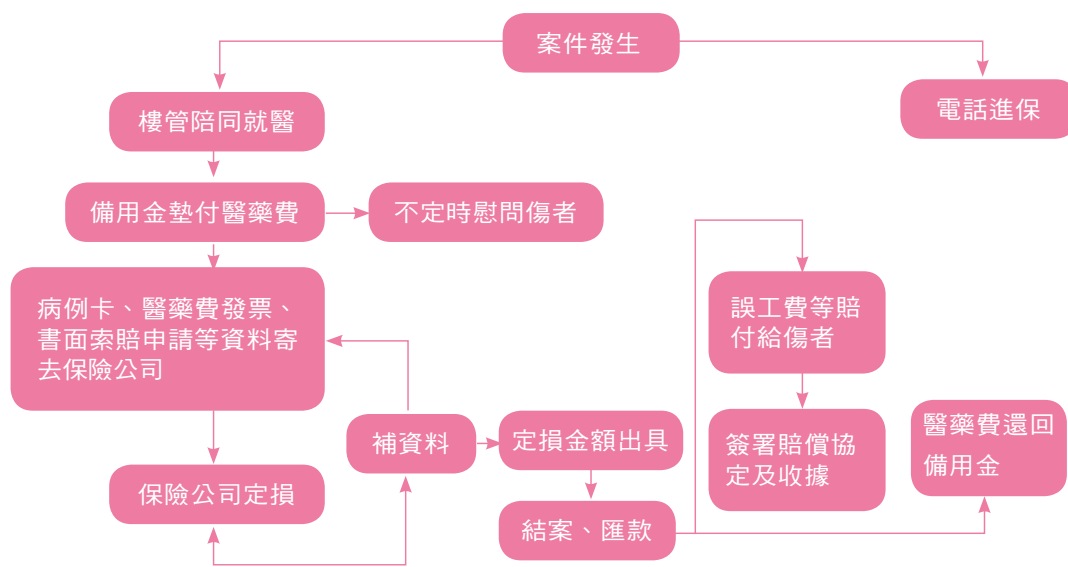 案件發生
樓管陪同就醫
電話進保
備用金墊付醫藥費
不定時慰問傷者
病例卡、醫藥費發票、
書面索賠申請等資料寄
去保險公司
誤工費等賠
付給傷者
補資料
定損金額出具
簽署賠償協
定及收據
醫藥費還回
備用金
保險公司定損
結案、匯款